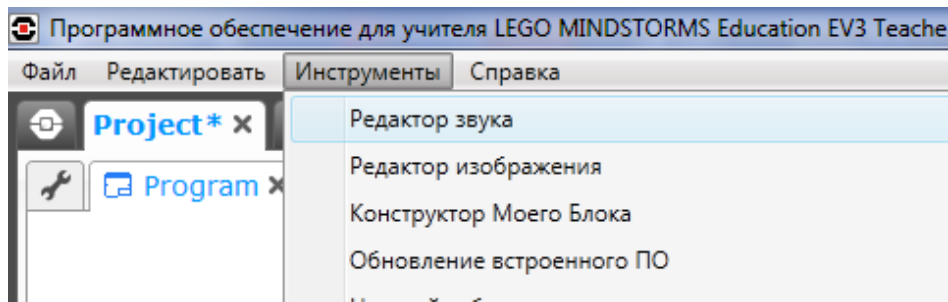 Программное обеспечение для учителя LEGO MINDSTORMS Education EV3 Teache
Файл Редактировать Инструменты Справка
Project*
Редактор звука
Редактор изображения
Program
Конструктор Моего Блока
Обновление встроенного ПО